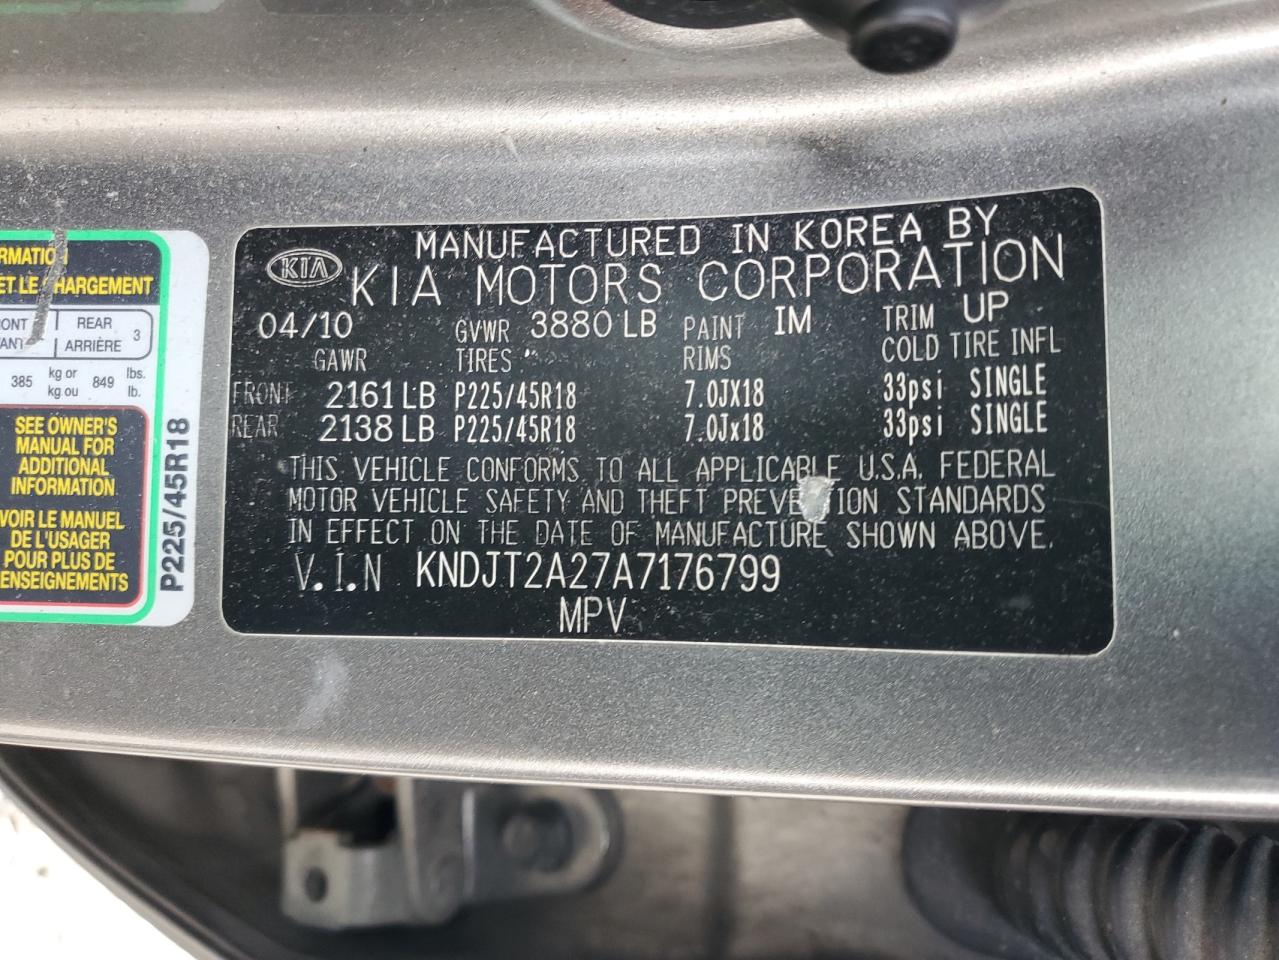 RMATION
ET LE HARGEMENT
REAR 3
ARRIÈRE
385 kg or 849 lbs.
kg ou lb.
SEE OWNER'S
MANUAL FOR
ADDITIONAL
INFORMATION
VOIR LE MANUEL
DE L'USAGER
POUR PLUS DE
ENSEIGNEMENTS
P225/45R18
KIA
MANUFACTURED IN KOREA BY
KIA MOTORS CORPORATION
04/10 GVWR 3880 LB PAINT IM TRIM UP
GAWR TIRES RIMS COLD TIRE INFL
FRONT 2161 LB P225/45R18 7.0JX18 33psi SINGLE
REAR 2138 LB P225/45R18 7.0Jx18 33psi SINGLE
THIS VEHICLE CONFORMS TO ALL APPLICABLE U.S.A. FEDERAL
MOTOR VEHICLE SAFETY AND THEFT PREVE TION STANDARDS
IN EFFECT ON THE DATE OF MANUFACTURE SHOWN ABOVE.
V.I.N KNDJT2A27A7176799
MPV